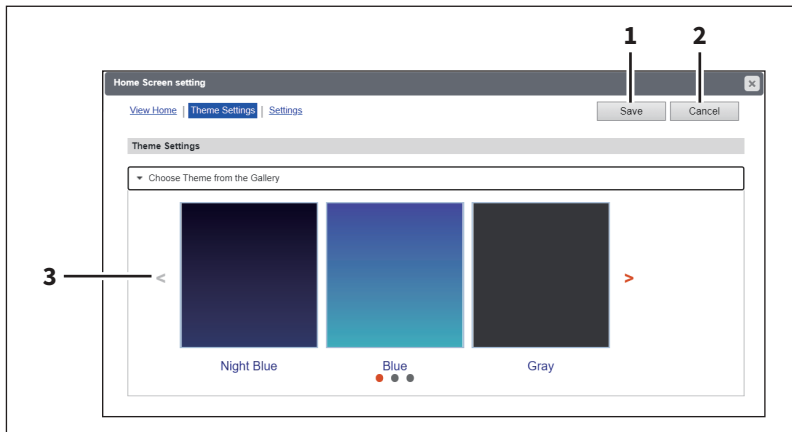 1 2
Home Screen setting ×
View Home | Theme Settings | Settings Save Cancel
Theme Settings
Choose Theme from the Gallery
3 < >
Night Blue Blue Gray